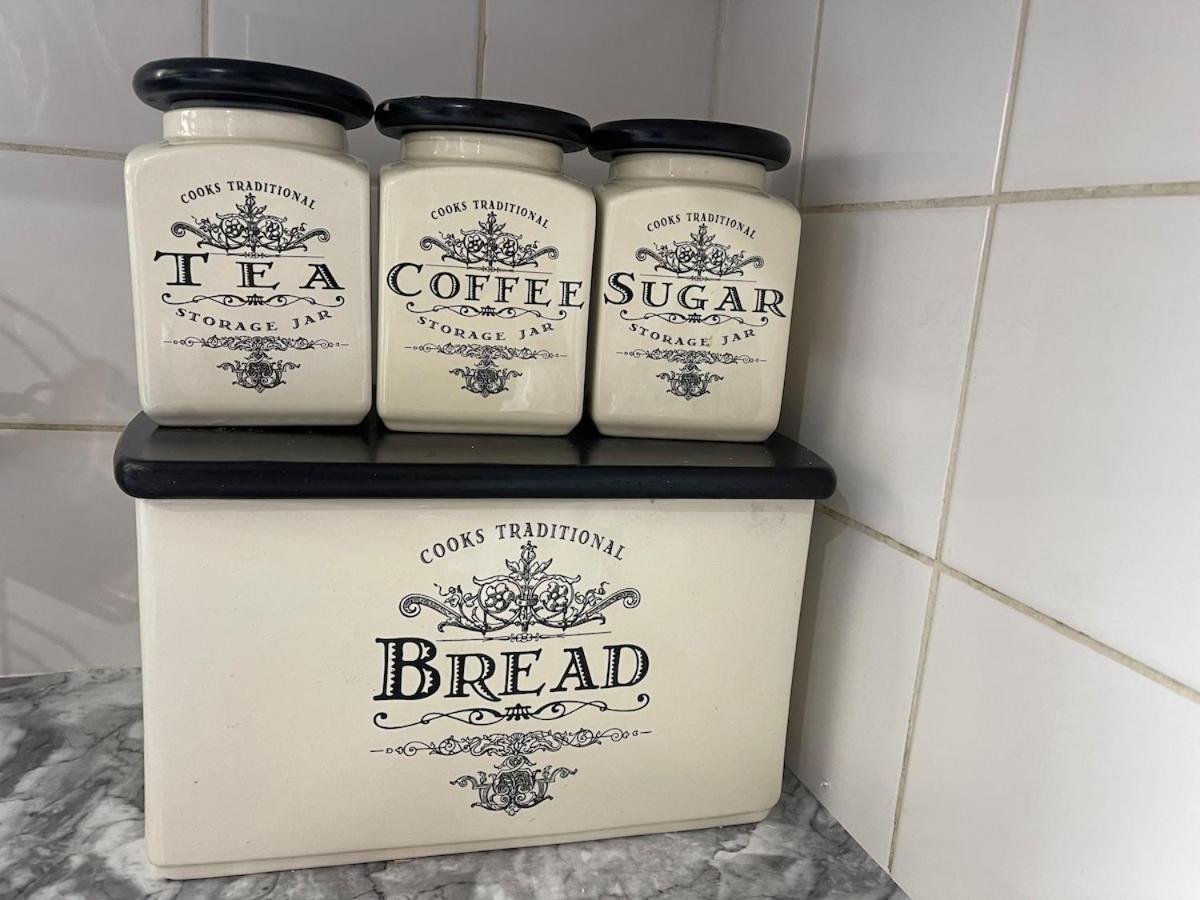 COOKS TRADITIONAL
TEA
STORAGE JAR
COOKS TRADITIONAL
COFFEE
STORAGE JAR
COOKS TRADITIONAL
SUGAR
STORAGE JAR
COOKS TRADITIONAL
BREAD